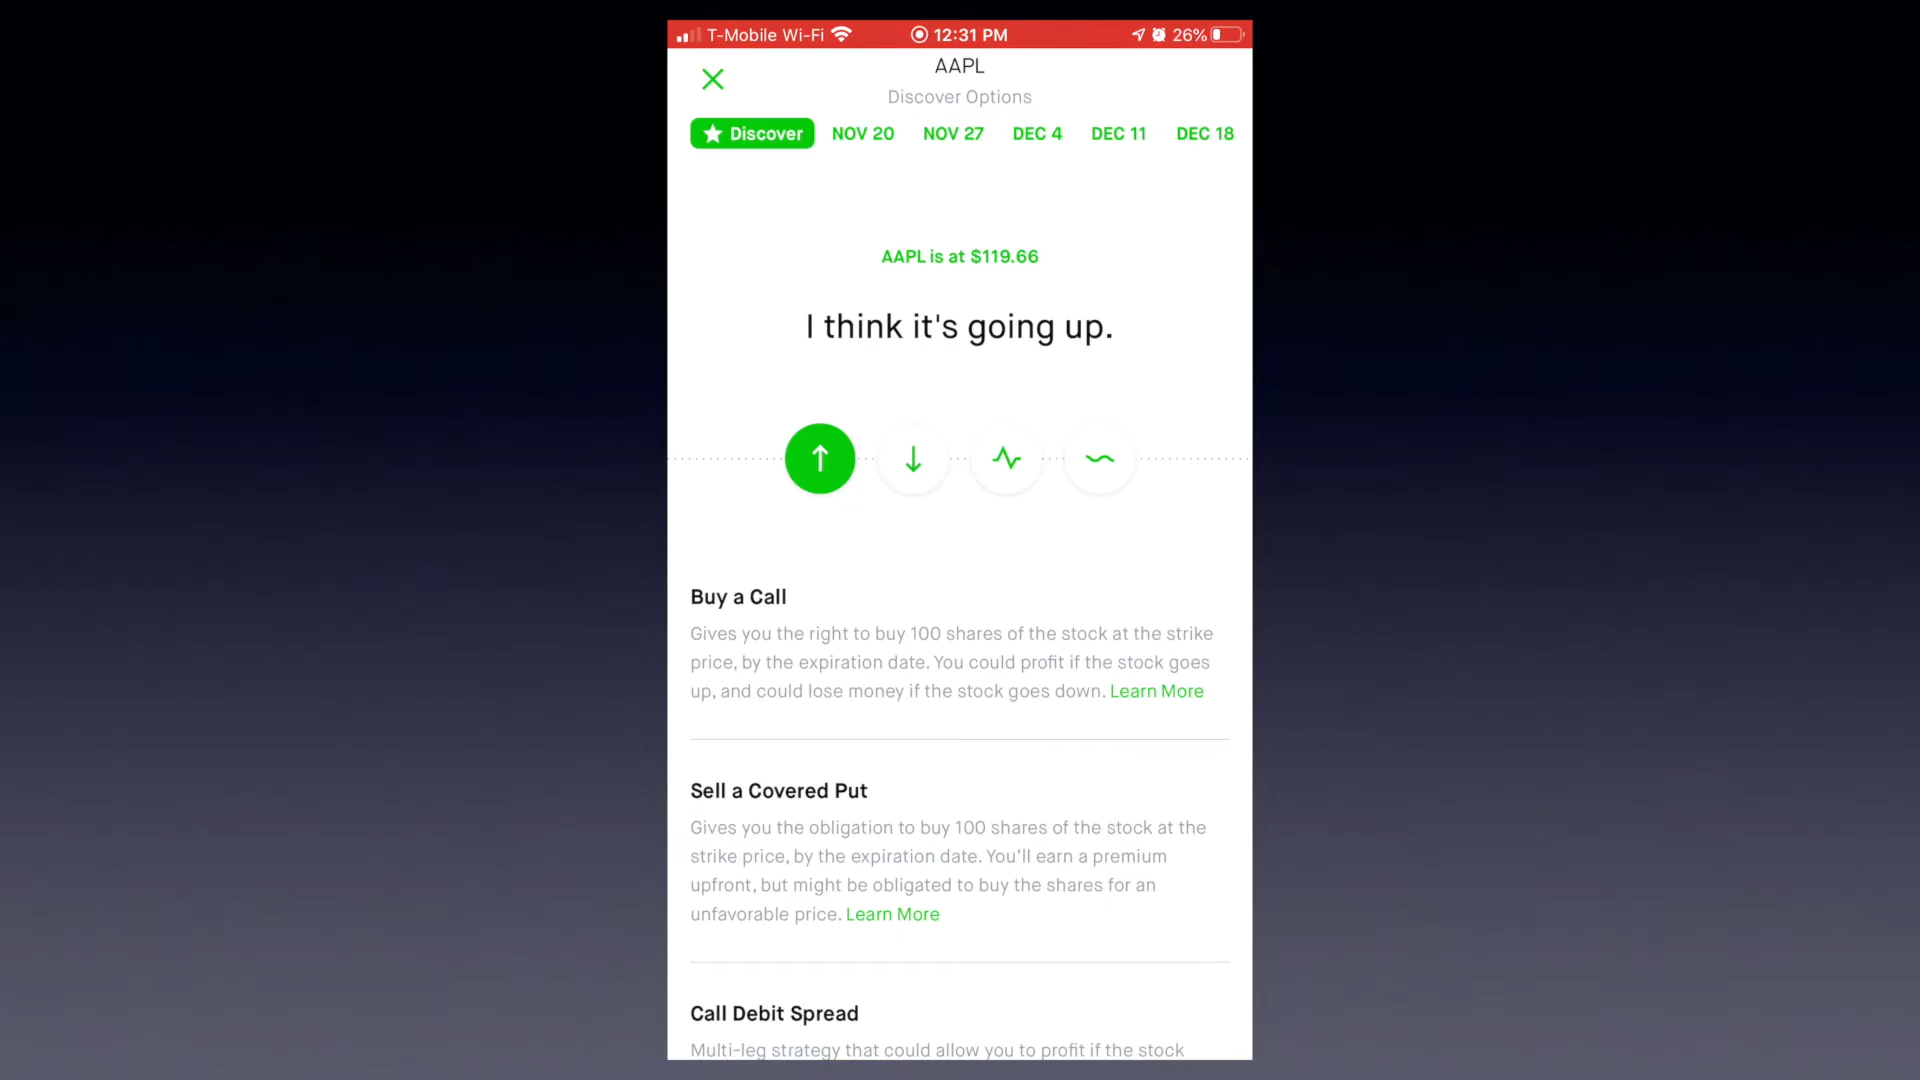 T-Mobile Wi-Fi 12:31 PM 26%
AAPL
Discover Options
Discover NOV 20 NOV 27 DEC 4 DEC 11 DEC 18
AAPL is at $119.66
I think it's going up.
Buy a Call
Gives you the right to buy 100 shares of the stock at the strike
price, by the expiration date. You could profit if the stock goes
up, and could lose money if the stock goes down. Learn More
Sell a Covered Put
Gives you the obligation to buy 100 shares of the stock at the
strike price, by the expiration date. You'll earn a premium
upfront, but might be obligated to buy the shares for an
unfavorable price. Learn More
Call Debit Spread
Multi-leg strategy that could allow you to profit if the stock